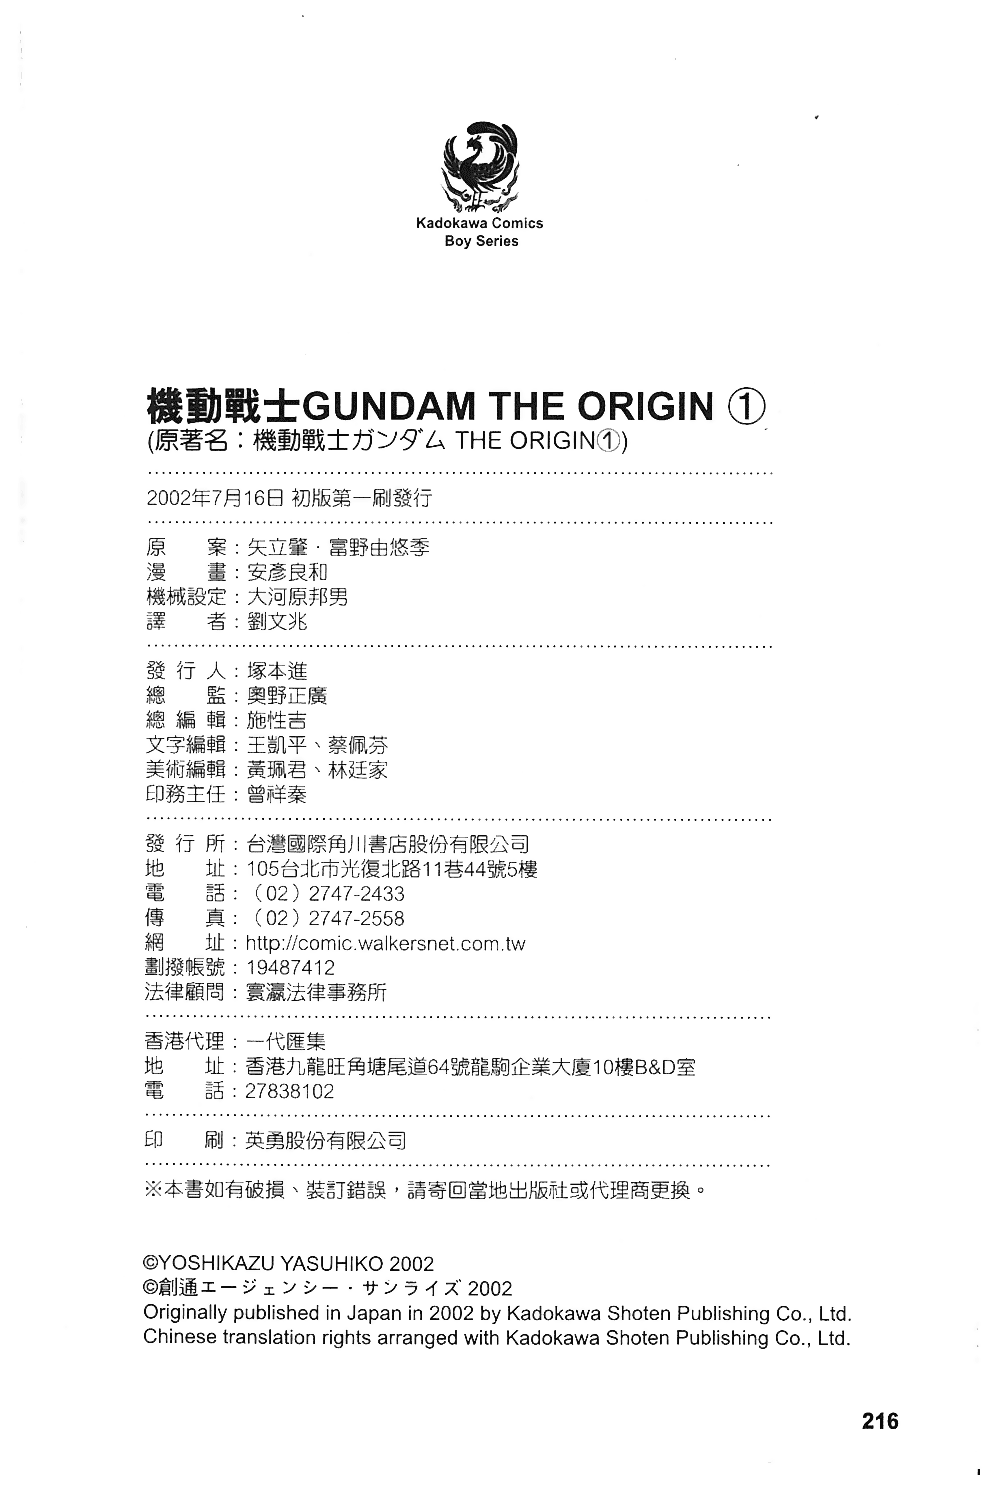 Kadokawa Comics
Boy Series
機動戰士GUNDAM THE ORIGIN ①
(原著名：機動戰士ガンダム THE ORIGIN①)
2002年7月16日 初版第一刷發行
原　　案：矢立肇・富野由悠季
漫　　畫：安彥良和
機械設定：大河原邦男
譯　　者：劉文兆
發 行 人：塚本進
總　　監：奧野正廣
總 編 輯：施性吉
文字編輯：王凱平、蔡佩芬
美術編輯：黃珮君、林廷家
印務主任：曾祥秦
發 行 所：台灣國際角川書店股份有限公司
地　　址：105台北市光復北路11巷44號5樓
電　　話：（02）2747-2433
傳　　真：（02）2747-2558
網　　址：http://comic.walkersnet.com.tw
劃撥帳號：19487412
法律顧問：寰瀛法律事務所
香港代理：一代匯集
地　　址：香港九龍旺角塘尾道64號龍駒企業大廈10樓B&D室
電　　話：27838102
印　　刷：英勇股份有限公司
※本書如有破損、裝訂錯誤，請寄回當地出版社或代理商更換。
©YOSHIKAZU YASUHIKO 2002
©創通エージェンシー・サンライズ 2002
Originally published in Japan in 2002 by Kadokawa Shoten Publishing Co., Ltd.
Chinese translation rights arranged with Kadokawa Shoten Publishing Co., Ltd.
216